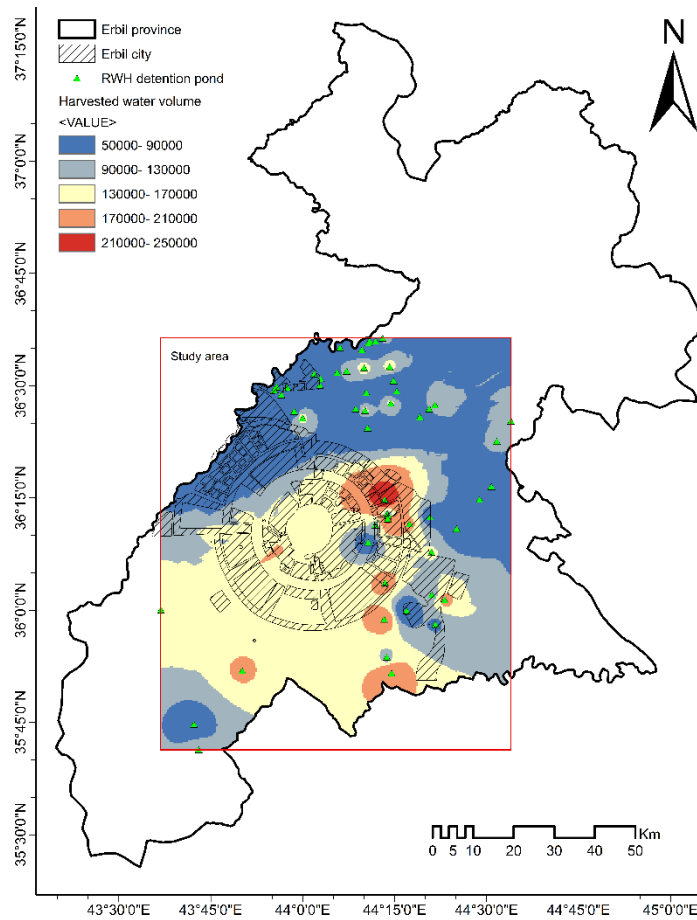 Erbil province
Erbil city
RWH detention pond
Harvested water volume
<VALUE>
50000- 90000
90000- 130000
130000- 170000
170000- 210000
210000- 250000
N
Study area
37°15'0"N
37°0'0"N
36°45'0"N
36°30'0"N
36°15'0"N
36°0'0"N
35°45'0"N
35°30'0"N
Km
0 5 10 20 30 40 50
43°30'0"E 43°45'0"E 44°0'0"E 44°15'0"E 44°30'0"E 44°45'0"E 45°0'0"E